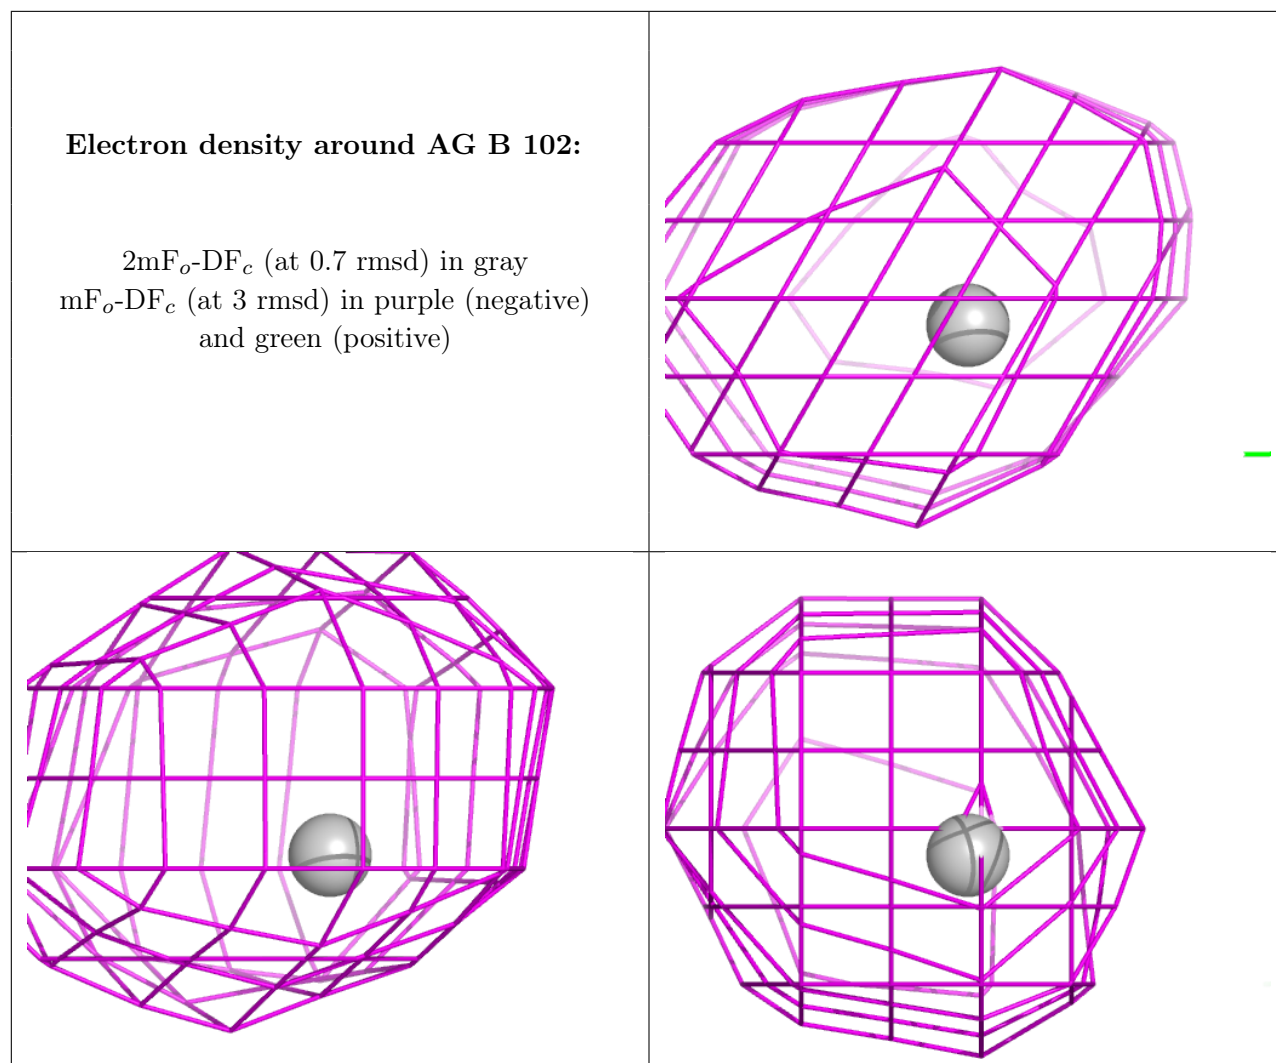 Electron density around AG B 102:
2mFo-DFc (at 0.7 rmsd) in gray
mFo-DFc (at 3 rmsd) in purple (negative)
and green (positive)